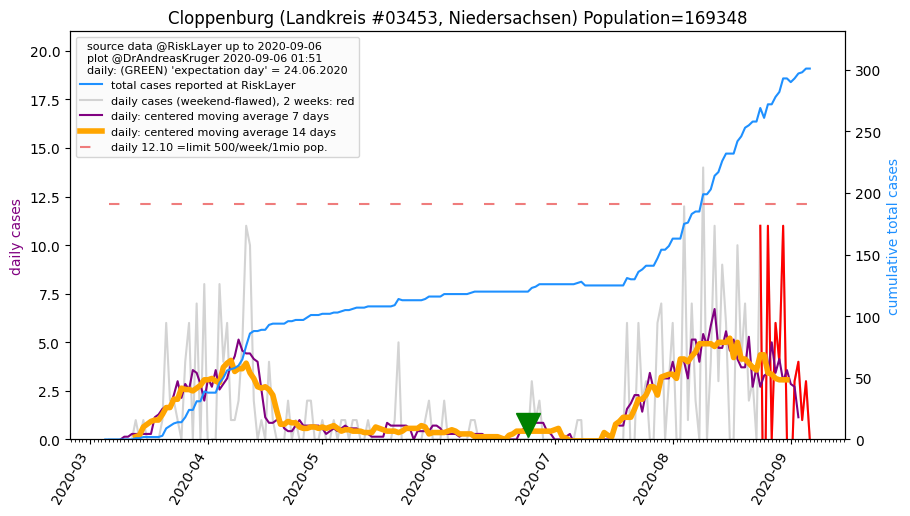 Cloppenburg (Landkreis #03453, Niedersachsen) Population=169348
source data @RiskLayer up to 2020-09-06
plot @DrAndreasKruger 2020-09-06 01:51
daily: (GREEN) 'expectation day' = 24.06.2020
total cases reported at RiskLayer
daily cases (weekend-flawed), 2 weeks: red
daily: centered moving average 7 days
daily: centered moving average 14 days
daily 12.10 =limit 500/week/1mio pop.
daily cases
20.0
17.5
15.0
12.5
10.0
7.5
5.0
2.5
0.0
cumulative total cases
300
250
200
150
100
50
0
2020-03
2020-04
2020-05
2020-06
2020-07
2020-08
2020-09